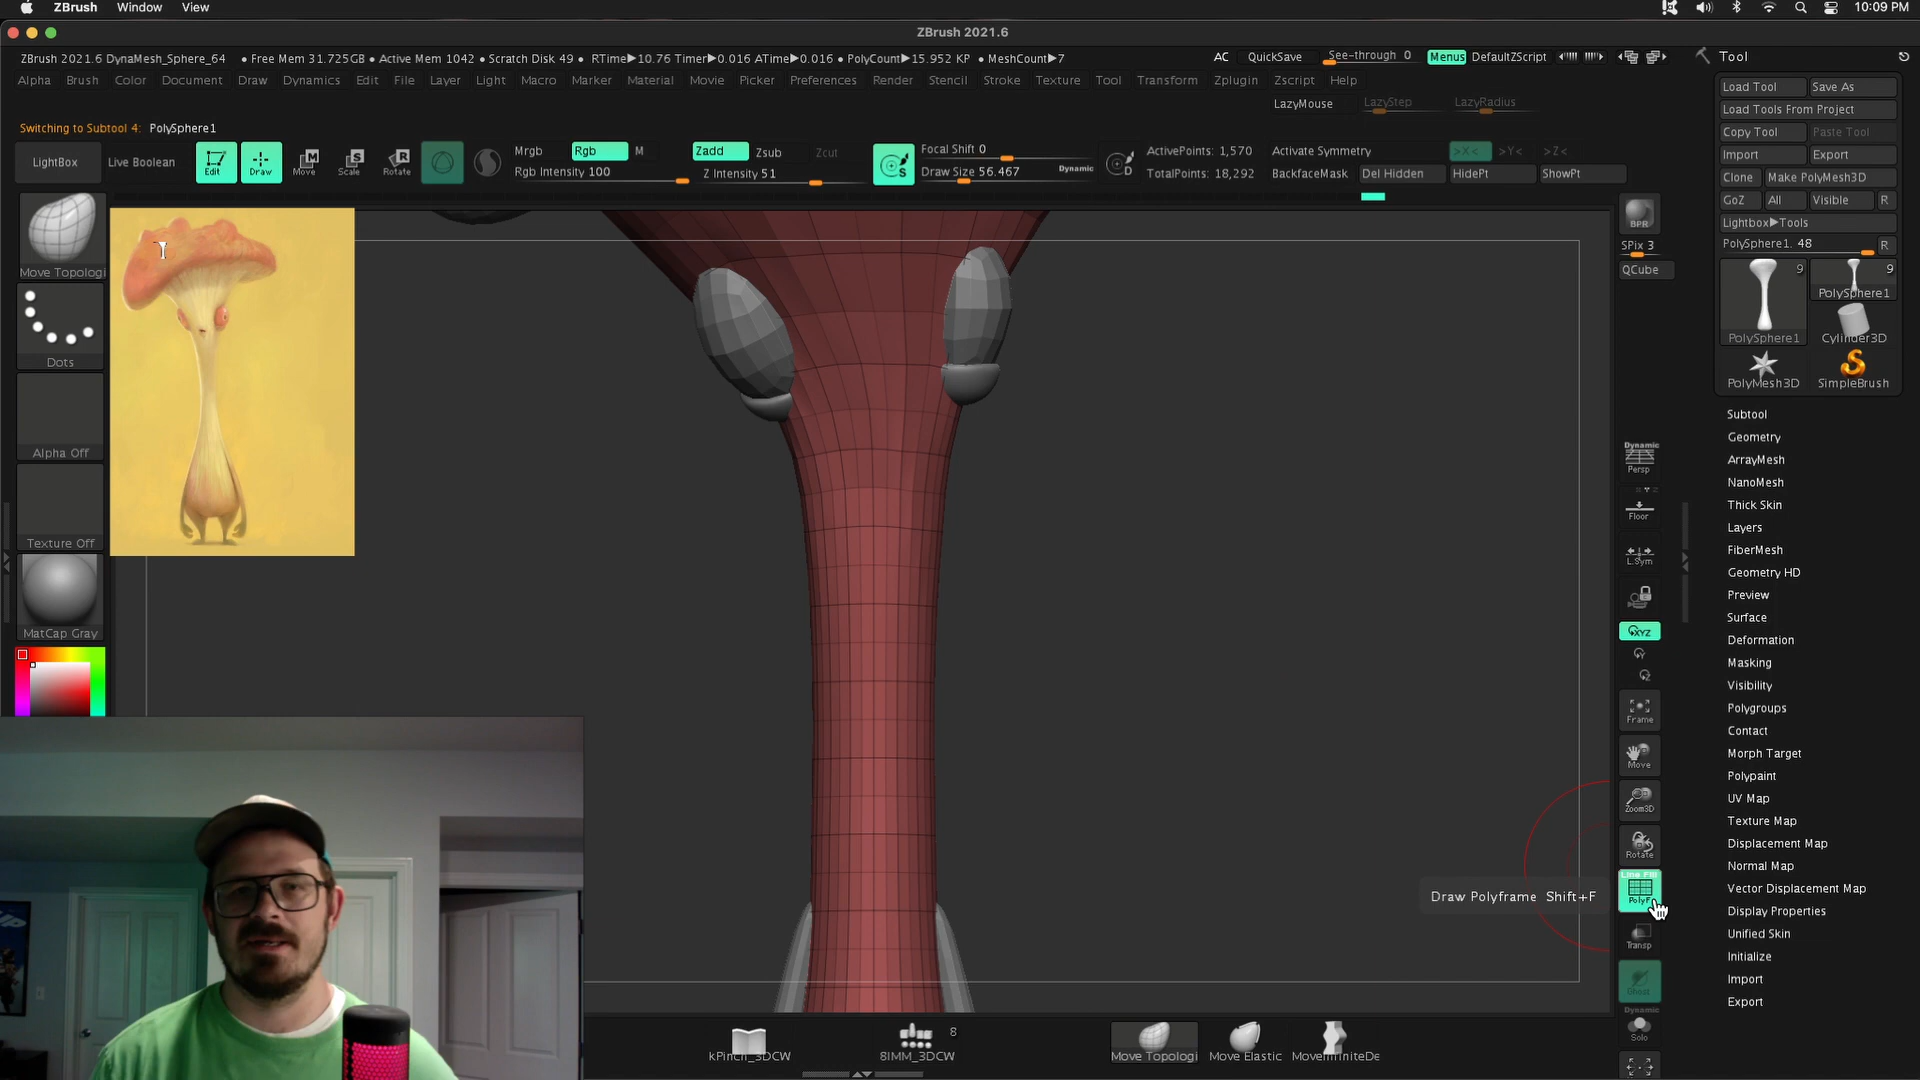 ZBrush Window View 10:09 PM
ZBrush 2021.6
ZBrush 2021.6 DynaMesh_Sphere_64 • Free Mem 31.725GB • Active Mem 1042 • Scratch Disk 49 • RTime▶10.76 Timer▶0.016 ATime▶0.016 • PolyCount▶15.952 KP • MeshCount▶7 AC QuickSave See-through 0 Menus DefaultZScript
Alpha Brush Color Document Draw Dynamics Edit File Layer Light Macro Marker Material Movie Picker Preferences Render Stencil Stroke Texture Tool Transform Zplugin Zscript Help
LazyMouse LazyStep LazyRadius
Switching to Subtool 4: PolySphere1
LightBox Live Boolean Edit Draw Move Scale Rotate
Mrgb Rgb M
Rgb Intensity 100
Zadd Zsub Zcut
Z Intensity 51
Focal Shift 0
Draw Size 56.467 Dynamic
ActivePoints: 1,570
TotalPoints: 18,292
Activate Symmetry >X< >Y< >Z<
BackfaceMask Del Hidden HidePt ShowPt
Move Topologi
Dots
Alpha Off
Texture Off
MatCap Gray
BPR
SPix 3
QCube
Dynamic
Persp
Floor
L.Sym
XYZ
Frame
Move
Zoom3D
Rotate
Line Fill
PolyF
Draw Polyframe Shift+F
Transp
Ghost
Dynamic
Solo
Tool
Load Tool Save As
Load Tools From Project
Copy Tool Paste Tool
Import Export
Clone Make PolyMesh3D
GoZ All Visible R
Lightbox▶Tools
PolySphere1. 48 R
9 9
PolySphere1
Cylinder3D
PolySphere1
PolyMesh3D SimpleBrush
Subtool
Geometry
ArrayMesh
NanoMesh
Thick Skin
Layers
FiberMesh
Geometry HD
Preview
Surface
Deformation
Masking
Visibility
Polygroups
Contact
Morph Target
Polypaint
UV Map
Texture Map
Displacement Map
Normal Map
Vector Displacement Map
Display Properties
Unified Skin
Initialize
Import
Export
8
kPinch_3DCW 8IMM_3DCW Move Topologi Move Elastic MoveInfiniteDe